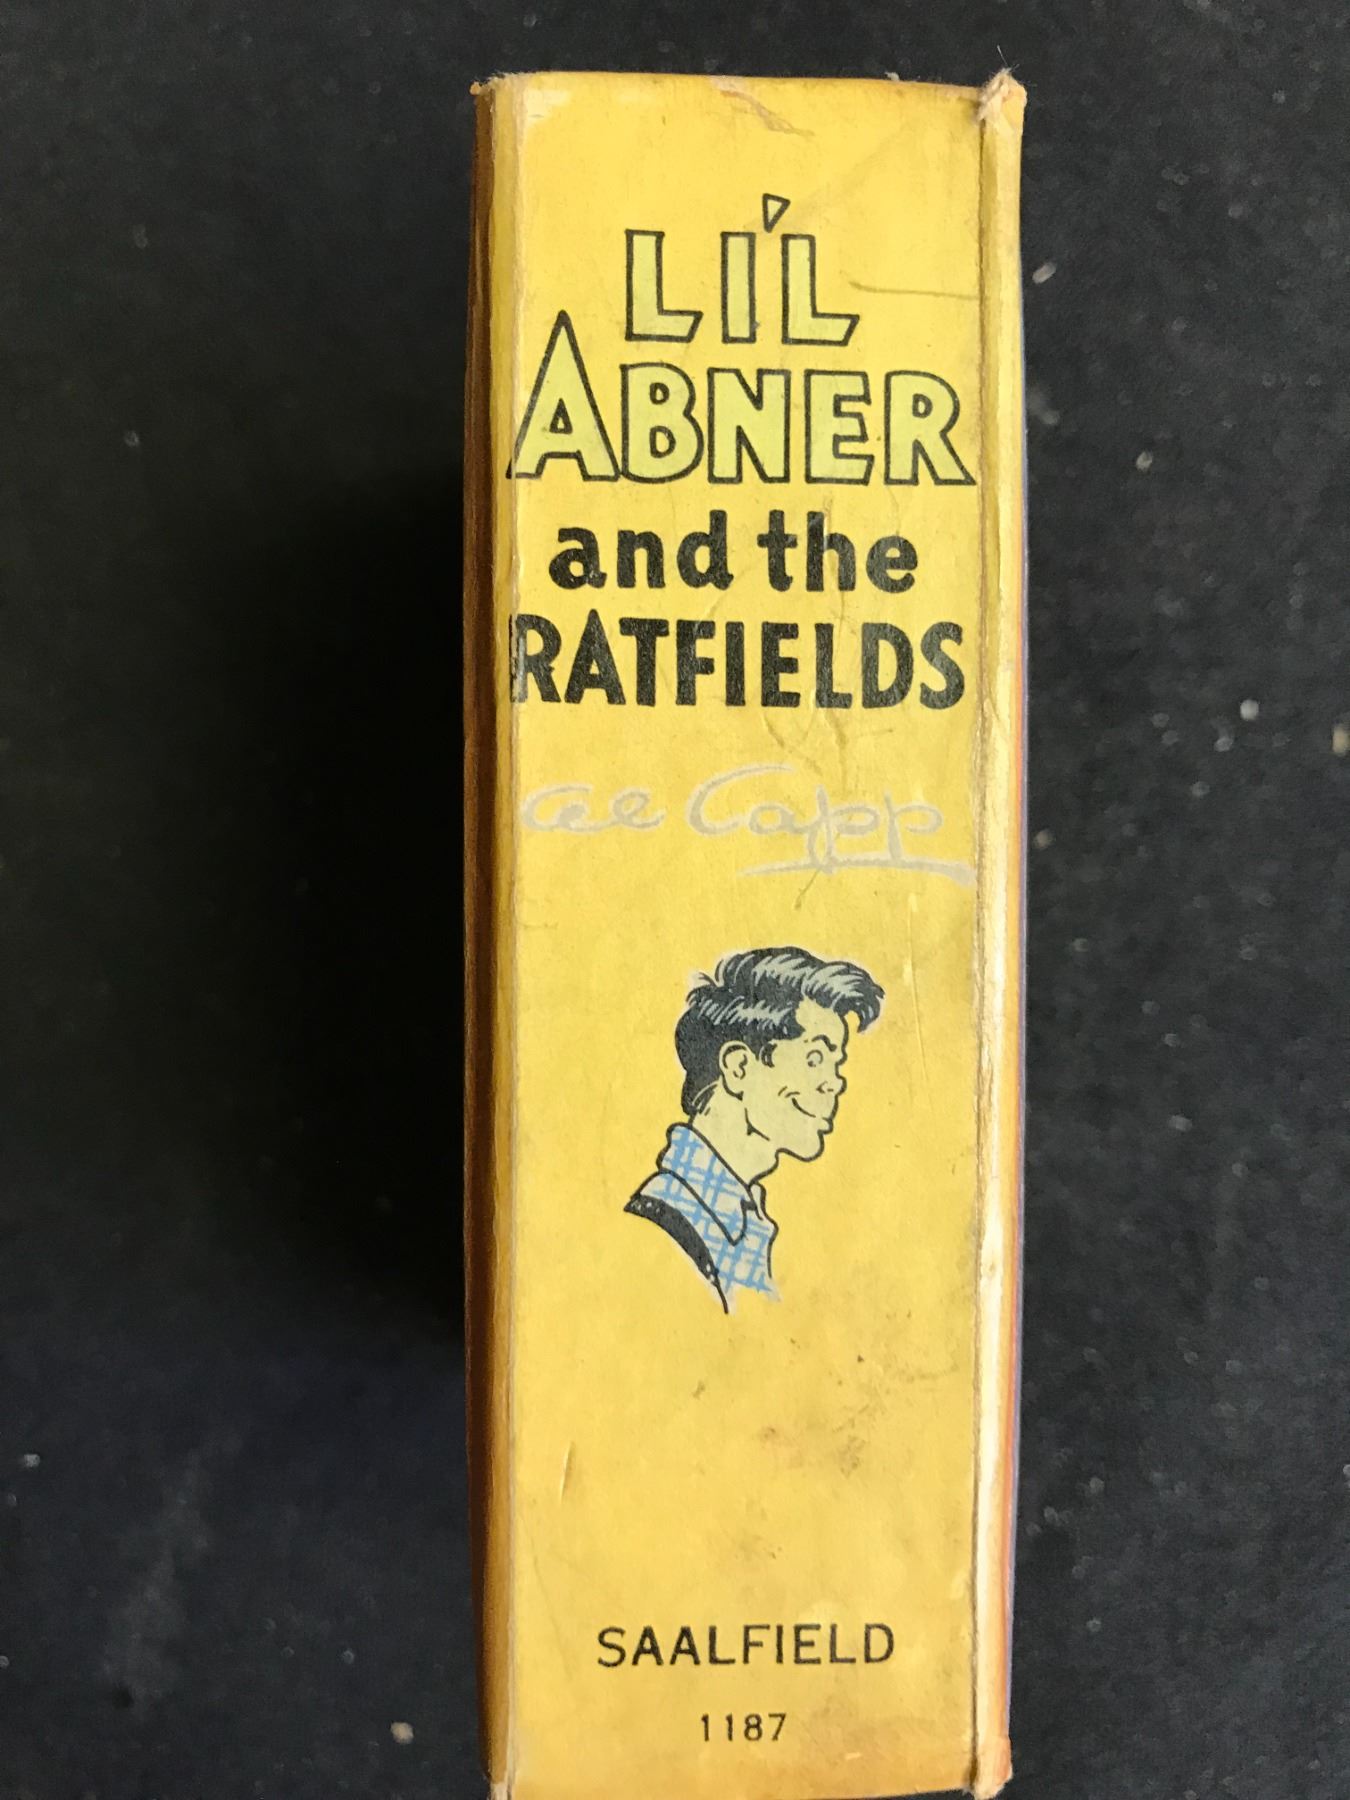 LI'L
ABNER
and the
RATFIELDS
Al Capp
SAALFIELD
1187